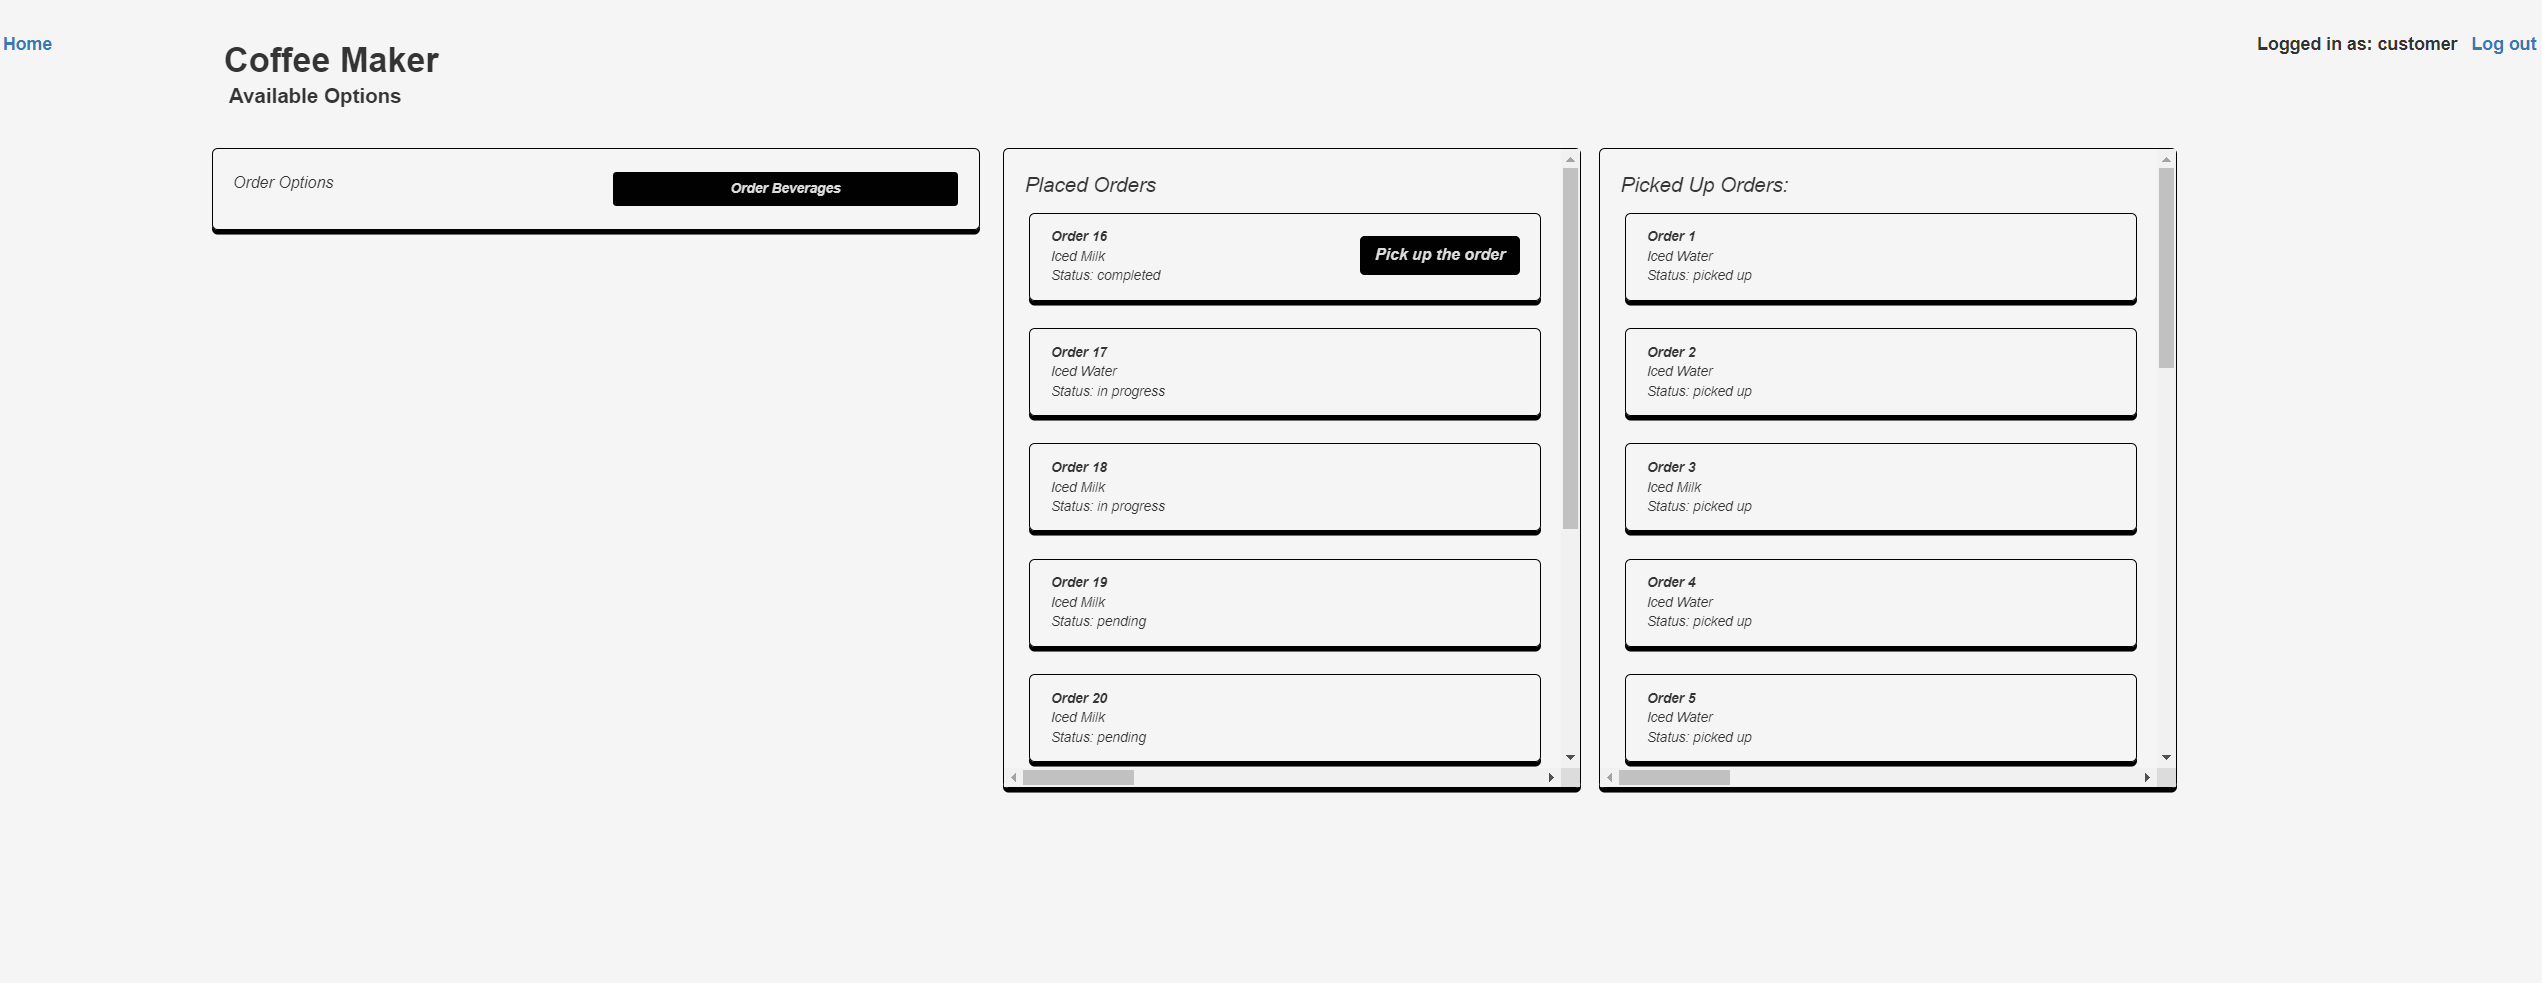 Home
Coffee Maker
Available Options
Logged in as: customer
Log out
Order Options
Order Beverages
Placed Orders
Order 16
Iced Milk
Status: completed
Pick up the order
Order 17
Iced Water
Status: in progress
Order 18
Iced Milk
Status: in progress
Order 19
Iced Milk
Status: pending
Order 20
Iced Milk
Status: pending
Picked Up Orders:
Order 1
Iced Water
Status: picked up
Order 2
Iced Water
Status: picked up
Order 3
Iced Milk
Status: picked up
Order 4
Iced Water
Status: picked up
Order 5
Iced Water
Status: picked up